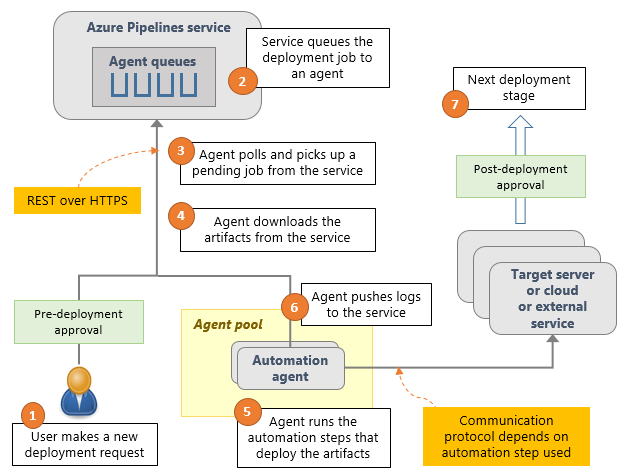 Azure Pipelines service
Agent queues
2
Service queues the
deployment job to
an agent
7
Next deployment
stage
3
Agent polls and picks up a
pending job from the service
Post-deployment
approval
REST over HTTPS
4
Agent downloads the
artifacts from the service
Target server
or cloud
or external
service
6
Agent pushes logs
to the service
Pre-deployment
approval
Agent pool
Automation
agent
1
User makes a new
deployment request
5
Agent runs the
automation steps that
deploy the artifacts
Communication
protocol depends on
automation step used